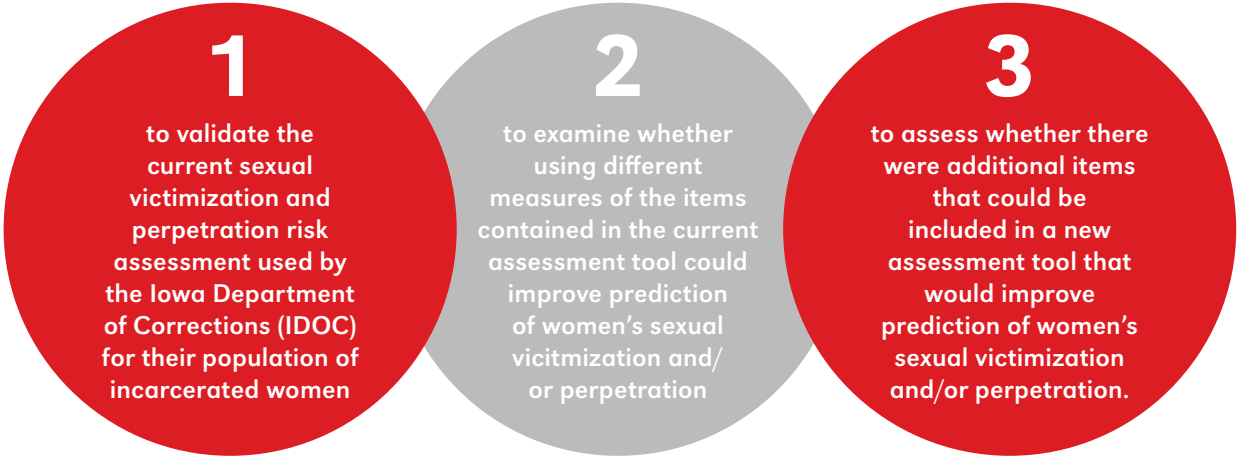 1
to validate the
current sexual
victimization and
perpetration risk
assessment used by
the Iowa Department
of Corrections (IDOC)
for their population of
incarcerated women
2
to examine whether
using different
measures of the items
contained in the current
assessment tool could
improve prediction
of women’s sexual
vicitmization and/
or perpetration
3
to assess whether there
were additional items
that could be
included in a new
assessment tool that
would improve
prediction of women’s
sexual victimization
and/or perpetration.